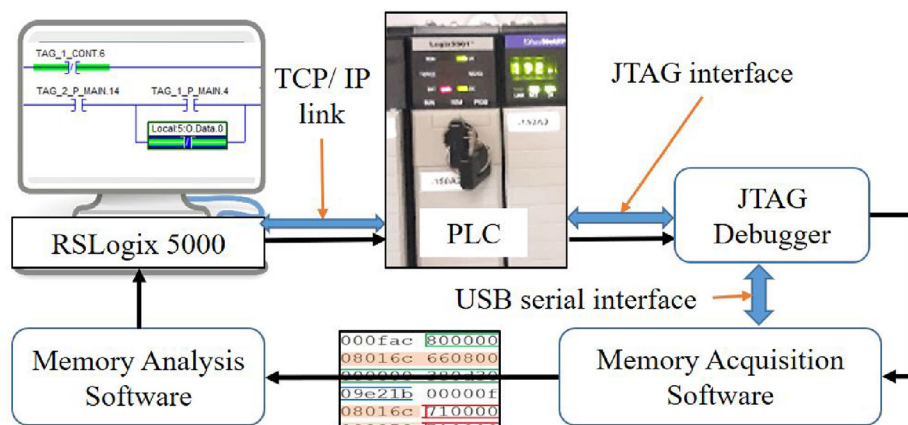 TAG_1_CONT.6
TAG_2_P_MAIN.14 TAG_1_P_MAIN.4
Local:5:O.Data.0
RSLogix 5000
TCP/ IP
link
PLC
JTAG interface
JTAG
Debugger
USB serial interface
Memory Acquisition
Software
000fac 800000
08016c 660800
09e21b 00000f
08016c 710000
Memory Analysis
Software